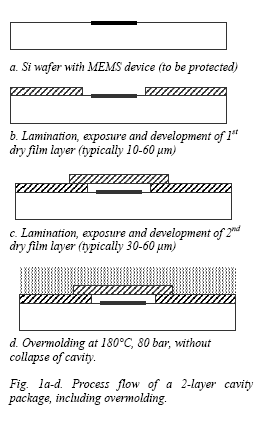 a. Si wafer with MEMS device (to be protected)
b. Lamination, exposure and development of 1st
dry film layer (typically 10-60 μm)
c. Lamination, exposure and development of 2nd
dry film layer (typically 30-60 μm)
d. Overmolding at 180°C, 80 bar, without
collapse of cavity.
Fig. 1a-d. Process flow of a 2-layer cavity
package, including overmolding.